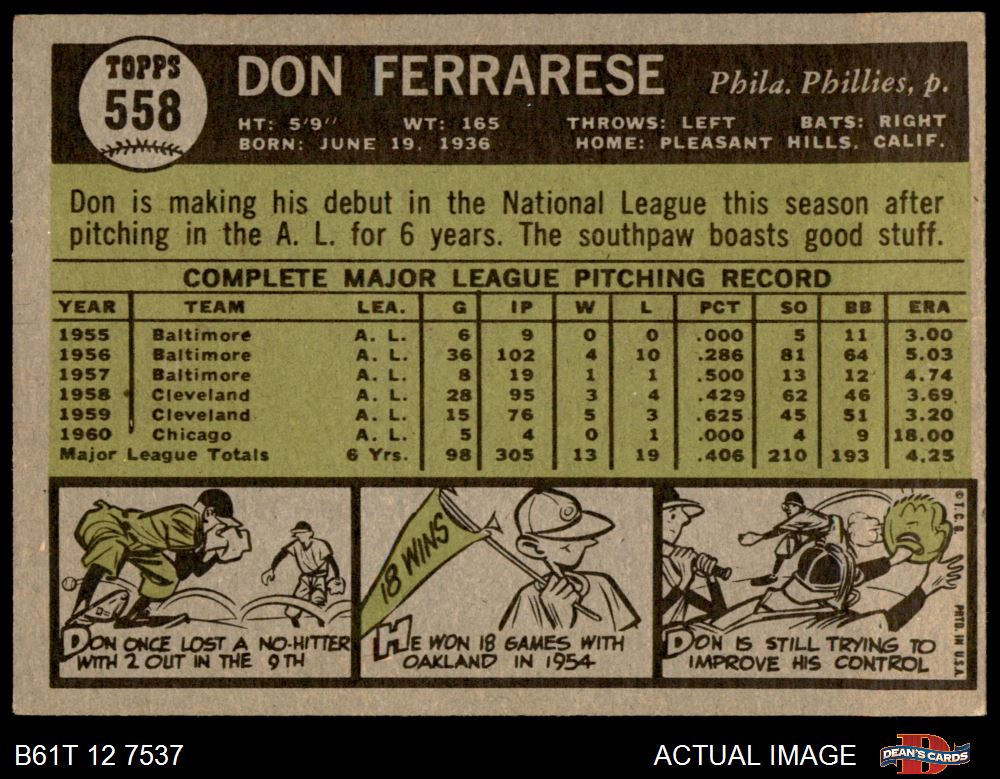 TOPPS
558
DON FERRARESE Phila. Phillies, p.
HT: 5'9" WT: 165 THROWS: LEFT BATS: RIGHT
BORN: JUNE 19, 1936 HOME: PLEASANT HILLS, CALIF.
Don is making his debut in the National League this season after
pitching in the A. L. for 6 years. The southpaw boasts good stuff.
COMPLETE MAJOR LEAGUE PITCHING RECORD
YEAR TEAM LEA. G IP W L PCT SO BB ERA
1955 Baltimore A. L. 6 9 0 0 .000 5 11 3.00
1956 Baltimore A. L. 36 102 4 10 .286 81 64 5.03
1957 Baltimore A. L. 8 19 1 1 .500 13 12 4.74
1958 Cleveland A. L. 28 95 3 4 .429 62 46 3.69
1959 Cleveland A. L. 15 76 5 3 .625 45 51 3.20
1960 Chicago A. L. 5 4 0 1 .000 4 9 18.00
Major League Totals 6 Yrs. 98 305 13 19 .406 210 193 4.25
DON ONCE LOST A NO-HITTER
WITH 2 OUT IN THE 9TH
18 WINS
HE WON 18 GAMES WITH
OAKLAND IN 1954
DON IS STILL TRYING TO
IMPROVE HIS CONTROL
© T.C.G. PRTD. IN U.S.A.
B61T 12 7537 ACTUAL IMAGE
DEAN'S CARDS